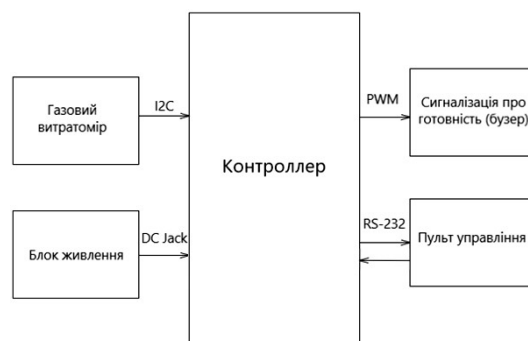 Газовий
витратомір
I2C
Блок живлення
DC Jack
Контроллер
PWM
Сигналізація про
готовність (бузер)
RS-232
Пульт управління